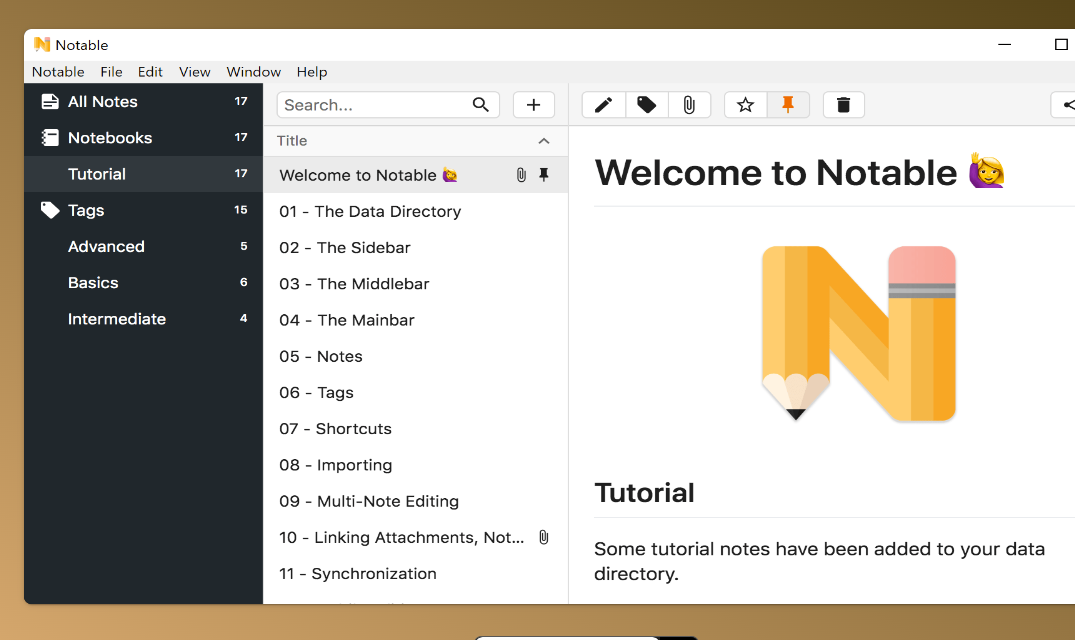 Notable
Notable File Edit View Window Help
All Notes 17
Notebooks 17
Tutorial 17
Tags 15
Advanced 5
Basics 6
Intermediate 4
Search...
Title
Welcome to Notable 🙋
01 - The Data Directory
02 - The Sidebar
03 - The Middlebar
04 - The Mainbar
05 - Notes
06 - Tags
07 - Shortcuts
08 - Importing
09 - Multi-Note Editing
10 - Linking Attachments, Not...
11 - Synchronization
Welcome to Notable 🙋
Tutorial
Some tutorial notes have been added to your data
directory.